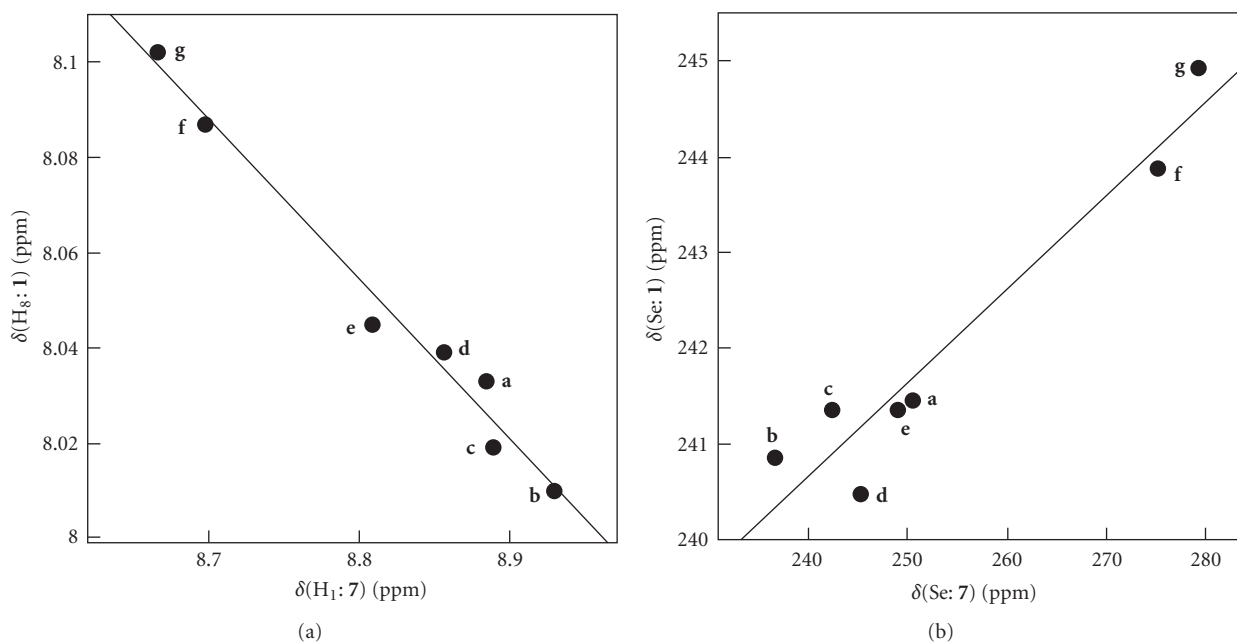 8.1
8.08
8.06
8.04
8.02
8
δ(H₈: 1) (ppm)
g
f
e
d
a
c
b
8.7
8.8
8.9
δ(H₁: 7) (ppm)
(a)
245
244
243
242
241
240
δ(Se: 1) (ppm)
g
f
c
a
e
b
d
240
250
260
270
280
δ(Se: 7) (ppm)
(b)